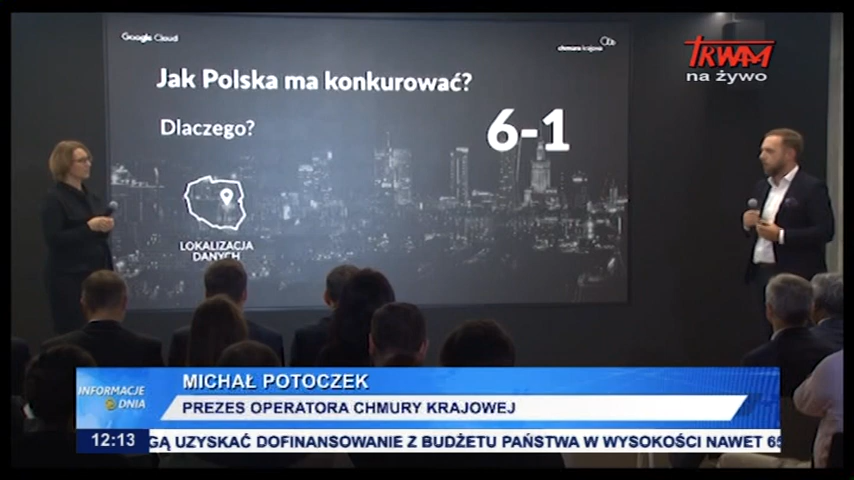 Google Cloud
chmura krajowa
TRWAM
na żywo
Jak Polska ma konkurować?
Dlaczego?
6-1
LOKALIZACJA
DANYCH
INFORMACJE
DNIA
MICHAŁ POTOCZEK
PREZES OPERATORA CHMURY KRAJOWEJ
12:13
GĄ UZYSKAĆ DOFINANSOWANIE Z BUDŻETU PAŃSTWA W WYSOKOŚCI NAWET 65